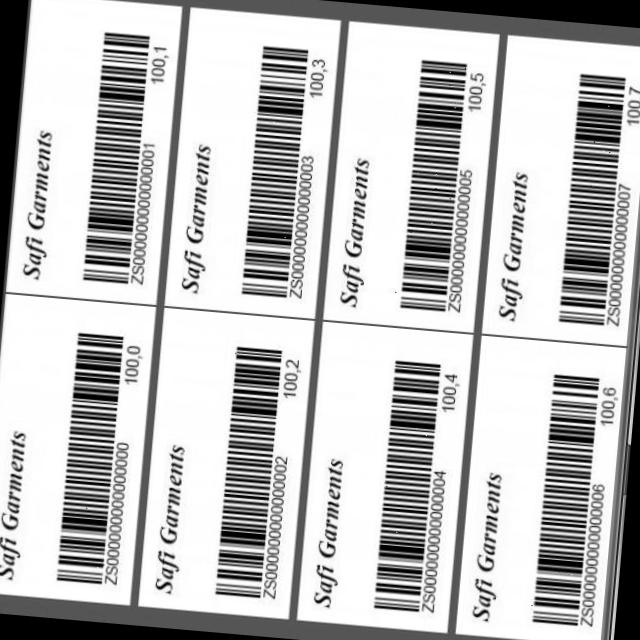 Safi Garments
ZS000000000000000
100,0
Safi Garments
ZS000000000000001
100,1
Safi Garments
ZS000000000000002
100,2
Safi Garments
ZS000000000000003
100,3
Safi Garments
ZS000000000000004
100,4
Safi Garments
ZS000000000000005
100,5
Safi Garments
ZS000000000000006
100,6
Safi Garments
ZS000000000000007
100,7